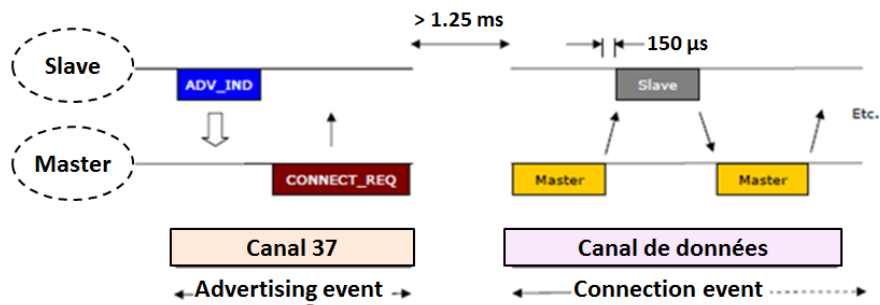 > 1.25 ms
150 µs
Slave
ADV_IND
Slave
Etc.
Master
CONNECT_REQ
Master
Master
Canal 37
Canal de données
Advertising event
Connection event